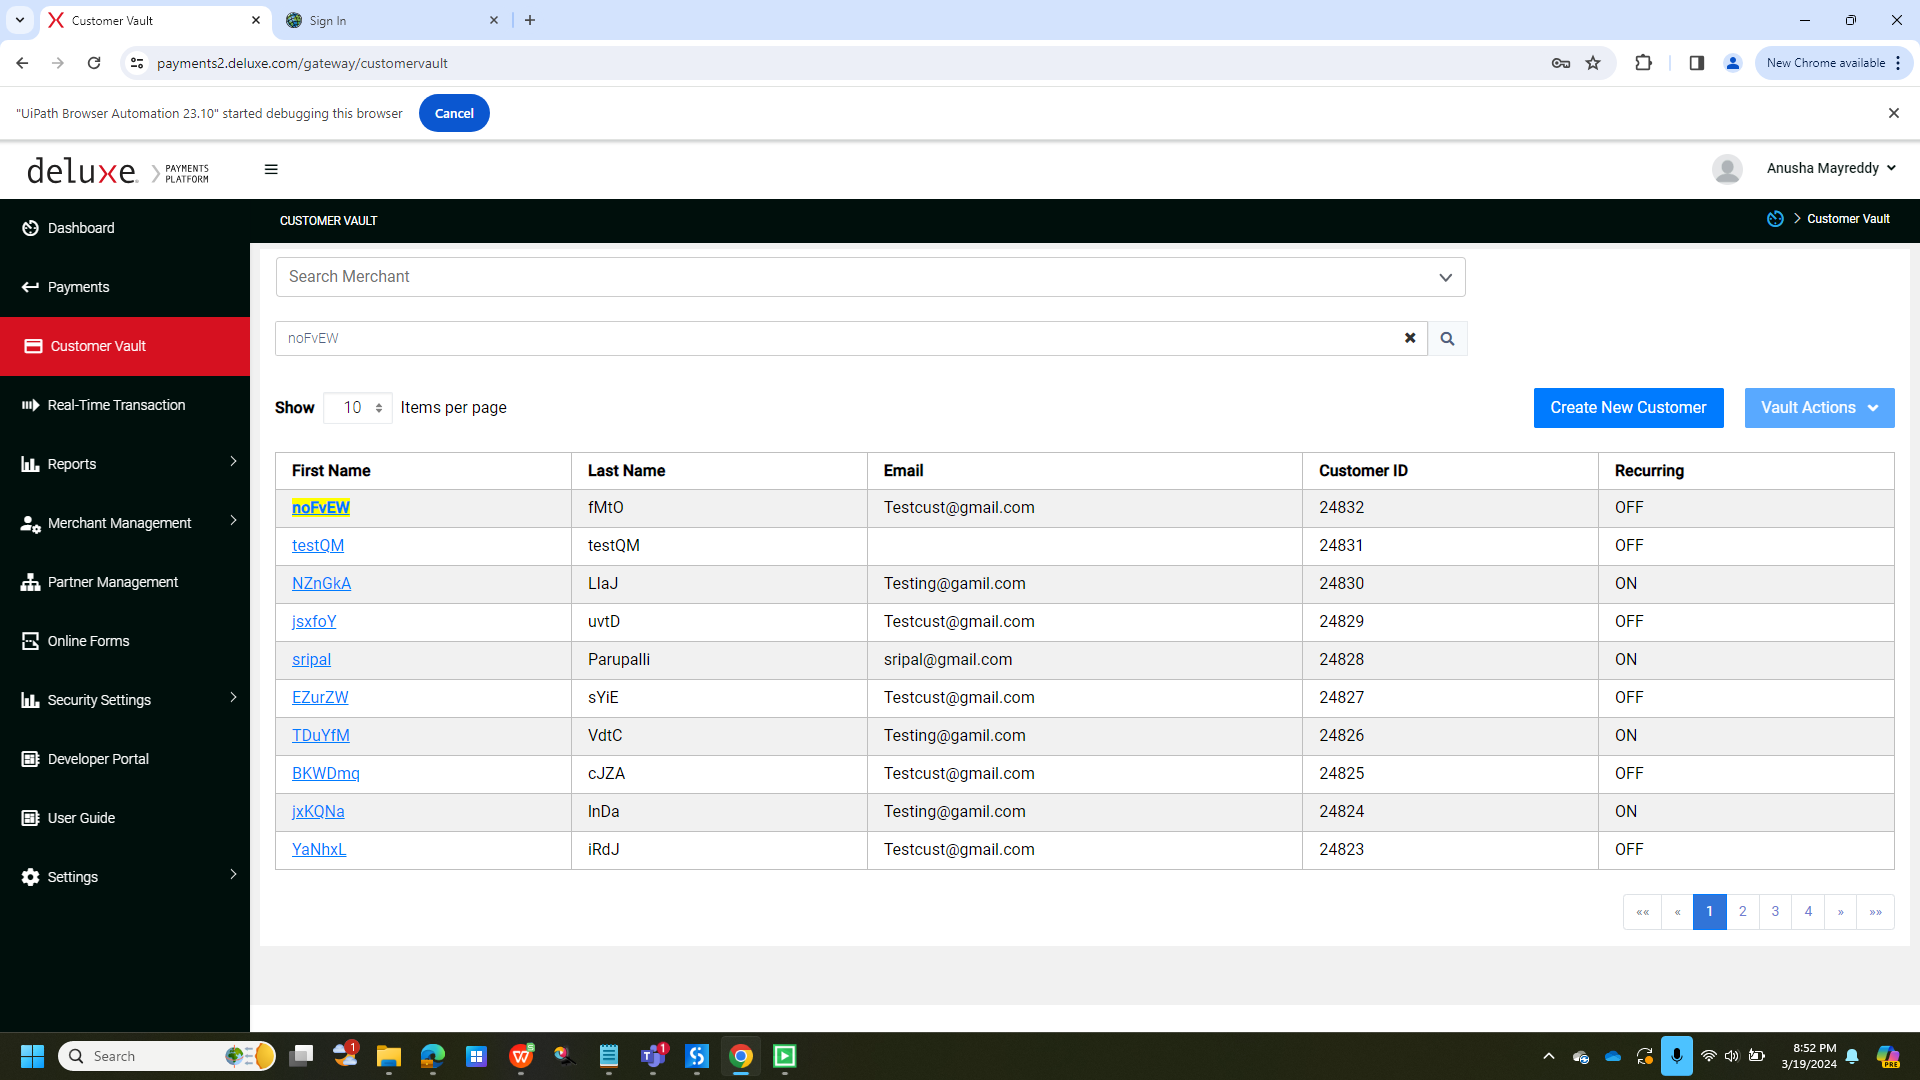 Customer Vault
Sign In
payments2.deluxe.com/gateway/customervault
New Chrome available
"UiPath Browser Automation 23.10" started debugging this browser
Cancel
deluxe. PAYMENTS PLATFORM
Anusha Mayreddy
Dashboard
CUSTOMER VAULT
Customer Vault
Payments
Search Merchant
Customer Vault
noFvEW
Real-Time Transaction
Show 10 Items per page
Create New Customer
Vault Actions
Reports
Merchant Management
Partner Management
Online Forms
Security Settings
Developer Portal
User Guide
Settings
First Name Last Name Email Customer ID Recurring
noFvEW fMtO Testcust@gmail.com 24832 OFF
testQM testQM 24831 OFF
NZnGkA LIaJ Testing@gamil.com 24830 ON
jsxfoY uvtD Testcust@gmail.com 24829 OFF
sripal Parupalli sripal@gmail.com 24828 ON
EZurZW sYiE Testcust@gmail.com 24827 OFF
TDuYfM VdtC Testing@gamil.com 24826 ON
BKWDmq cJZA Testcust@gmail.com 24825 OFF
jxKQNa lnDa Testing@gamil.com 24824 ON
YaNhxL iRdJ Testcust@gmail.com 24823 OFF
«« « 1 2 3 4 » »»
Search
1
1
8:52 PM
3/19/2024
PRE